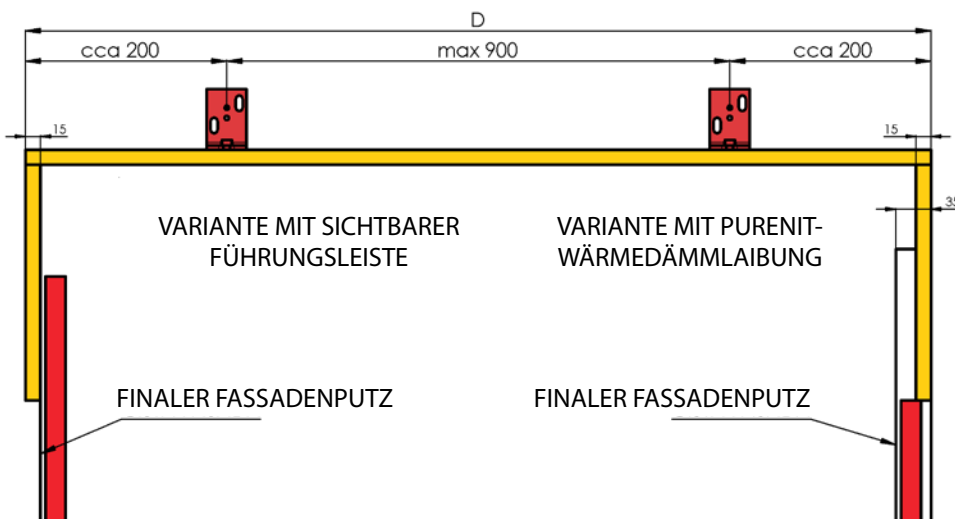 D
cca 200
max 900
cca 200
15
15
35
VARIANTE MIT SICHTBARER
FÜHRUNGSLEISTE
VARIANTE MIT PURENIT-
WÄRMEDÄMMLAIBUNG
FINALER FASSADENPUTZ
FINALER FASSADENPUTZ